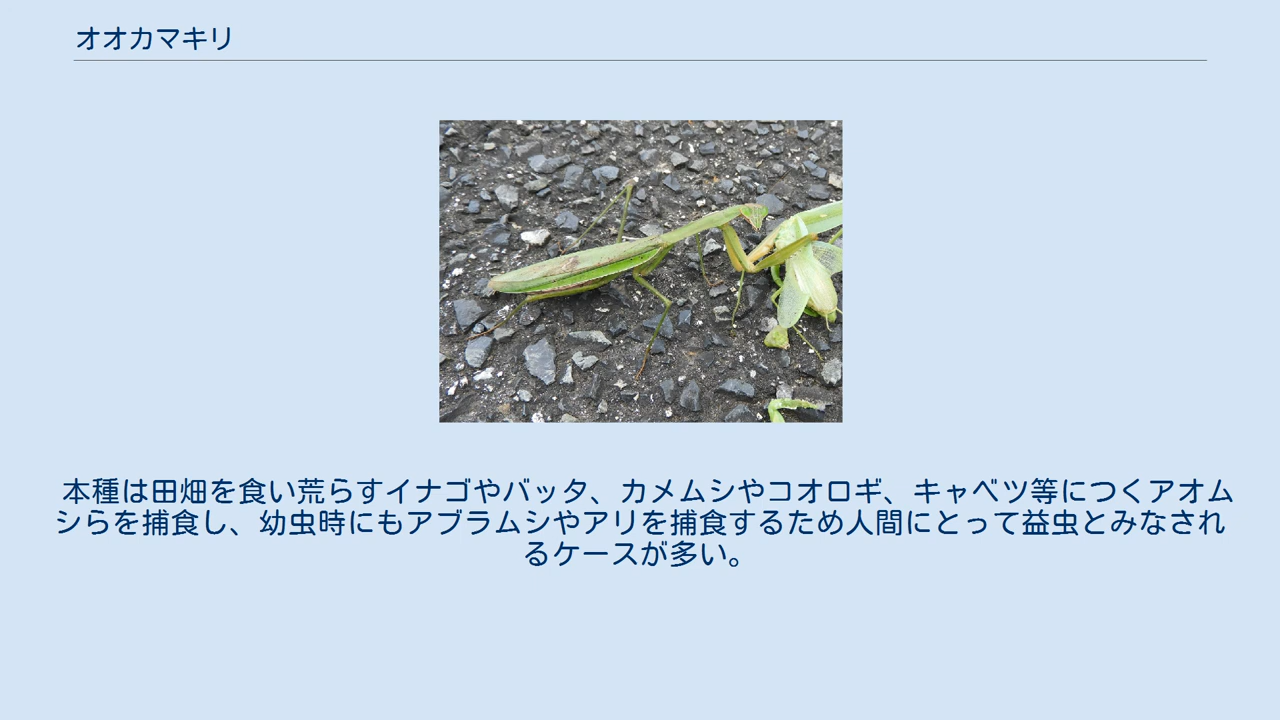 オオカマキリ
本種は田畑を食い荒らすイナゴやバッタ、カメムシやコオロギ、キャベツ等につくアオム
シらを捕食し、幼虫時にもアブラムシやアリを捕食するため人間にとって益虫とみなされ
るケースが多い。